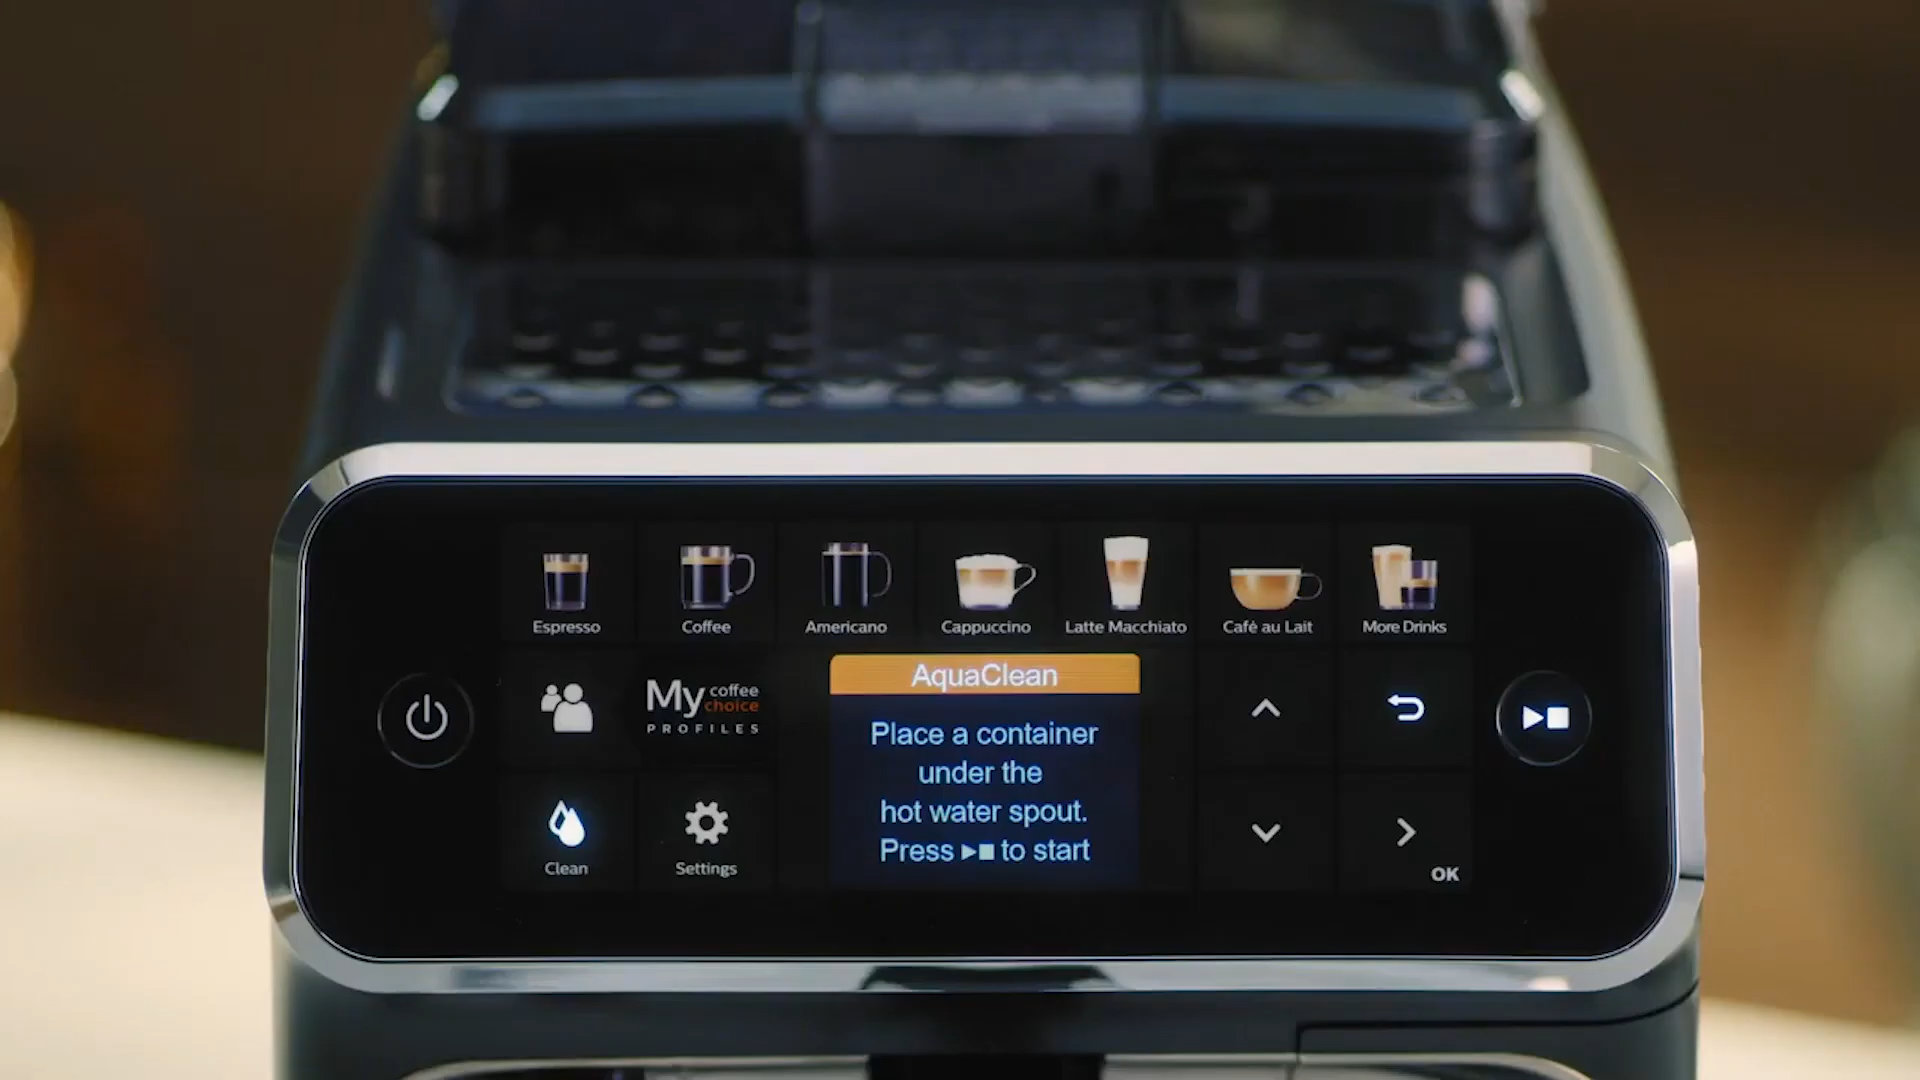 Espresso
Coffee
Americano
Cappuccino
Latte Macchiato
Café au Lait
More Drinks
My coffee choice
PROFILES
AquaClean
Place a container
under the
hot water spout.
Press ▶■ to start
Clean
Settings
OK